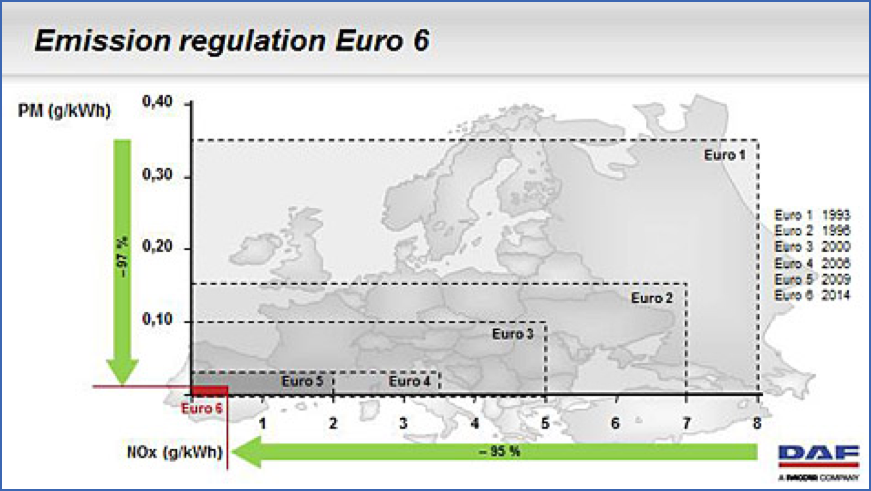 Emission regulation Euro 6
PM (g/kWh)
0,40
0,30
0,20
0,10
– 97 %
Euro 1
Euro 2
Euro 3
Euro 4
Euro 5
Euro 6
Euro 1 1993
Euro 2 1996
Euro 3 2000
Euro 4 2006
Euro 5 2009
Euro 6 2014
1 2 3 4 5 6 7 8
NOx (g/kWh)
– 95 %
DAF
A PACCAR COMPANY